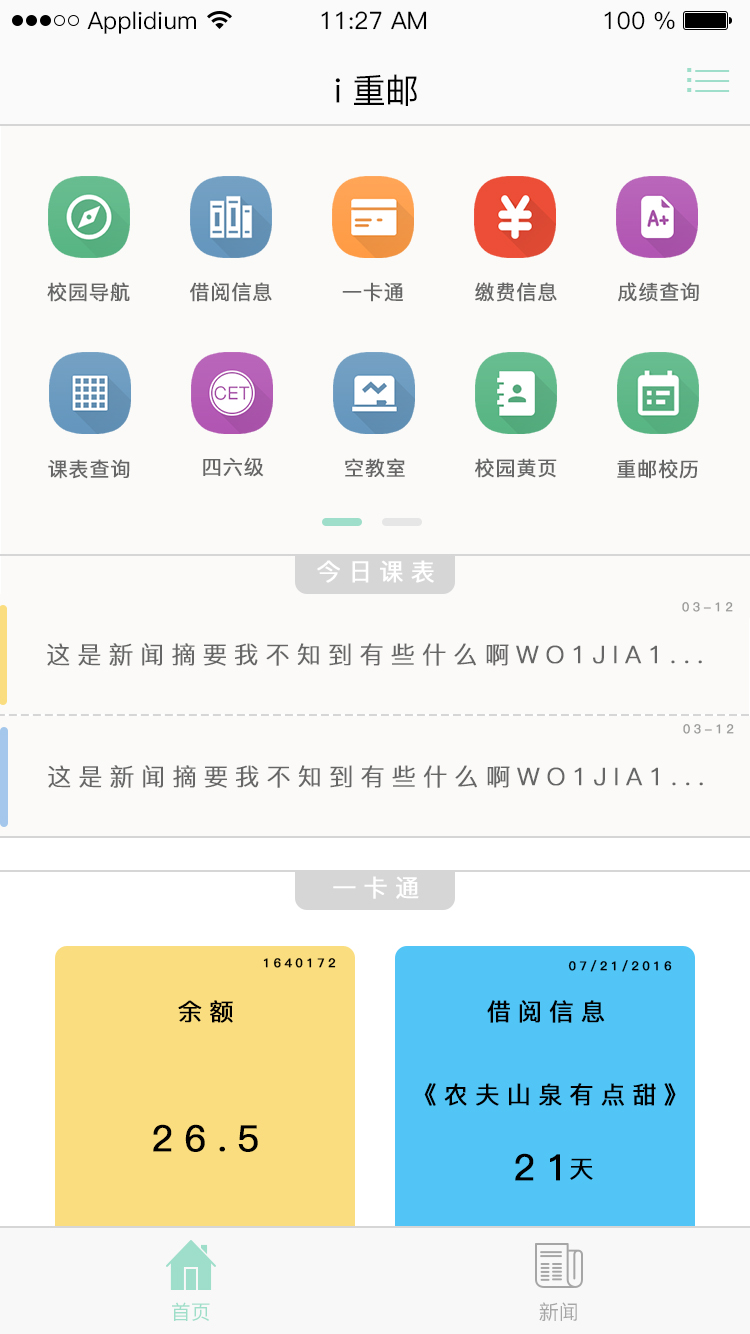 Applidium 11:27 AM 100 %
i 重邮
校园导航 借阅信息 一卡通 缴费信息 成绩查询
课表查询 四六级 空教室 校园黄页 重邮校历
A+
CET
今日课表
03-12
这是新闻摘要我不知到有些什么啊WO1JIA1...
03-12
这是新闻摘要我不知到有些什么啊WO1JIA1...
一卡通
1640172
余额
26.5
07/21/2016
借阅信息
《农夫山泉有点甜》
21天
首页 新闻